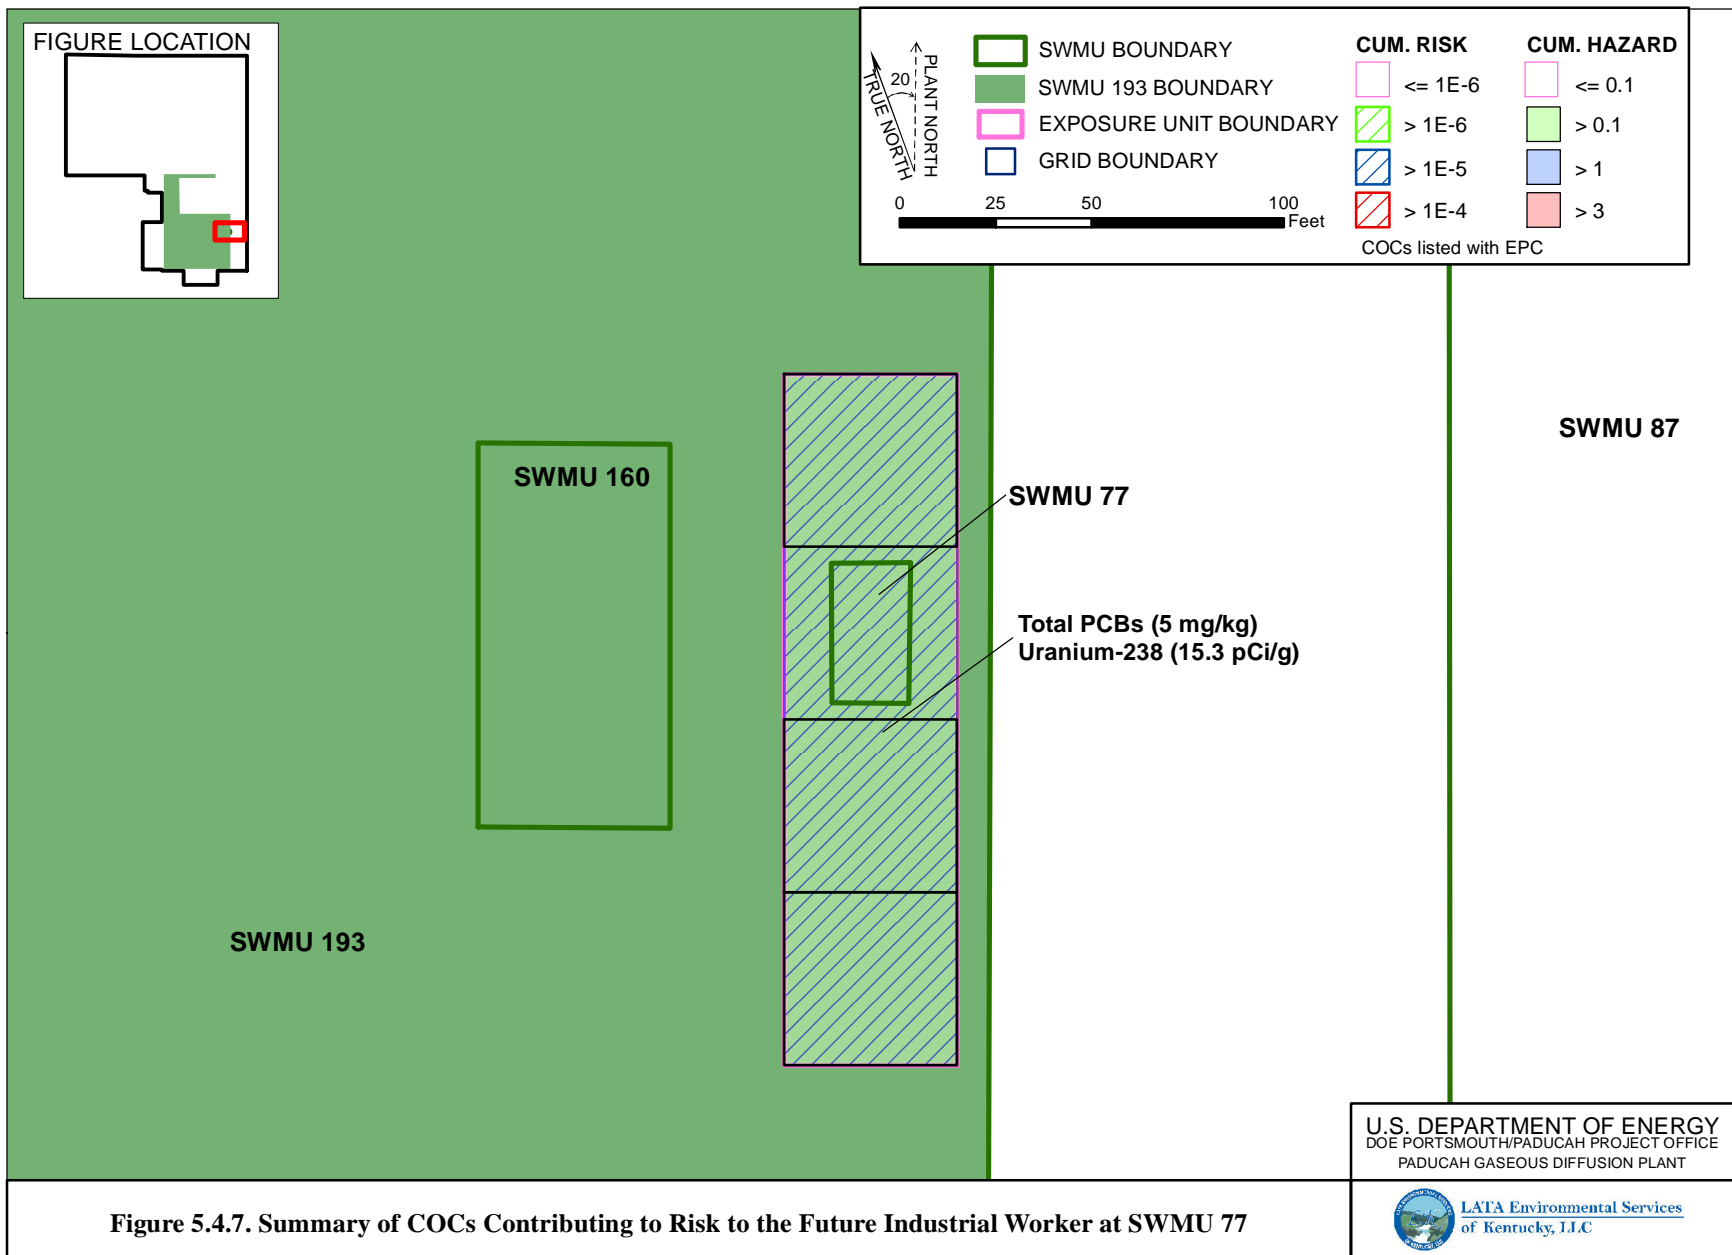 FIGURE LOCATION
TRUE NORTH
20
PLANT NORTH
SWMU BOUNDARY
SWMU 193 BOUNDARY
EXPOSURE UNIT BOUNDARY
GRID BOUNDARY
0 25 50 100
Feet
CUM. RISK
<= 1E-6
> 1E-6
> 1E-5
> 1E-4
CUM. HAZARD
<= 0.1
> 0.1
> 1
> 3
COCs listed with EPC
SWMU 87
SWMU 160
SWMU 77
Total PCBs (5 mg/kg)
Uranium-238 (15.3 pCi/g)
SWMU 193
U.S. DEPARTMENT OF ENERGY
DOE PORTSMOUTH/PADUCAH PROJECT OFFICE
PADUCAH GASEOUS DIFFUSION PLANT
Figure 5.4.7. Summary of COCs Contributing to Risk to the Future Industrial Worker at SWMU 77
LATA Environmental Services
of Kentucky, LLC